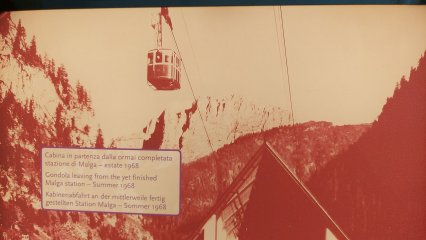 Cabina in partenza dalla ormai completata
stazione di Malga – estate 1968
Gondola leaving from the yet finished
Malga station – Summer 1968
Kabinenabfahrt an der mittlerweile fertig
gestellten Station Malga – Sommer 1968